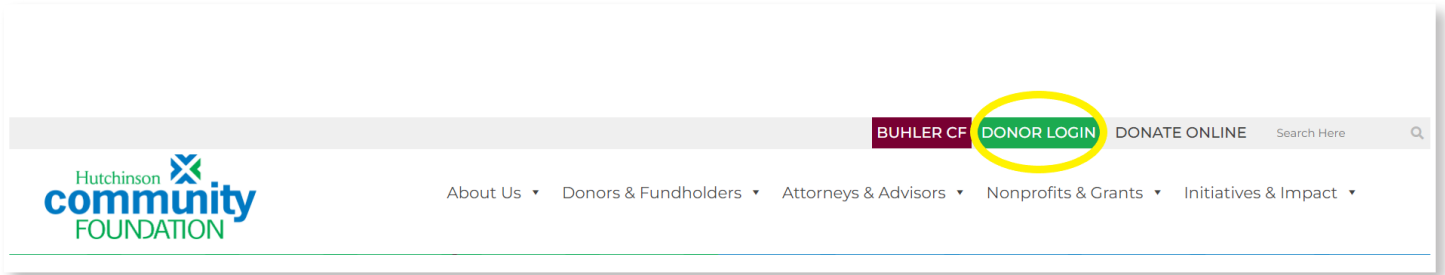 BUHLER CF DONOR LOGIN DONATE ONLINE Search Here
Hutchinson
community
FOUNDATION
About Us Donors & Fundholders Attorneys & Advisors Nonprofits & Grants Initiatives & Impact